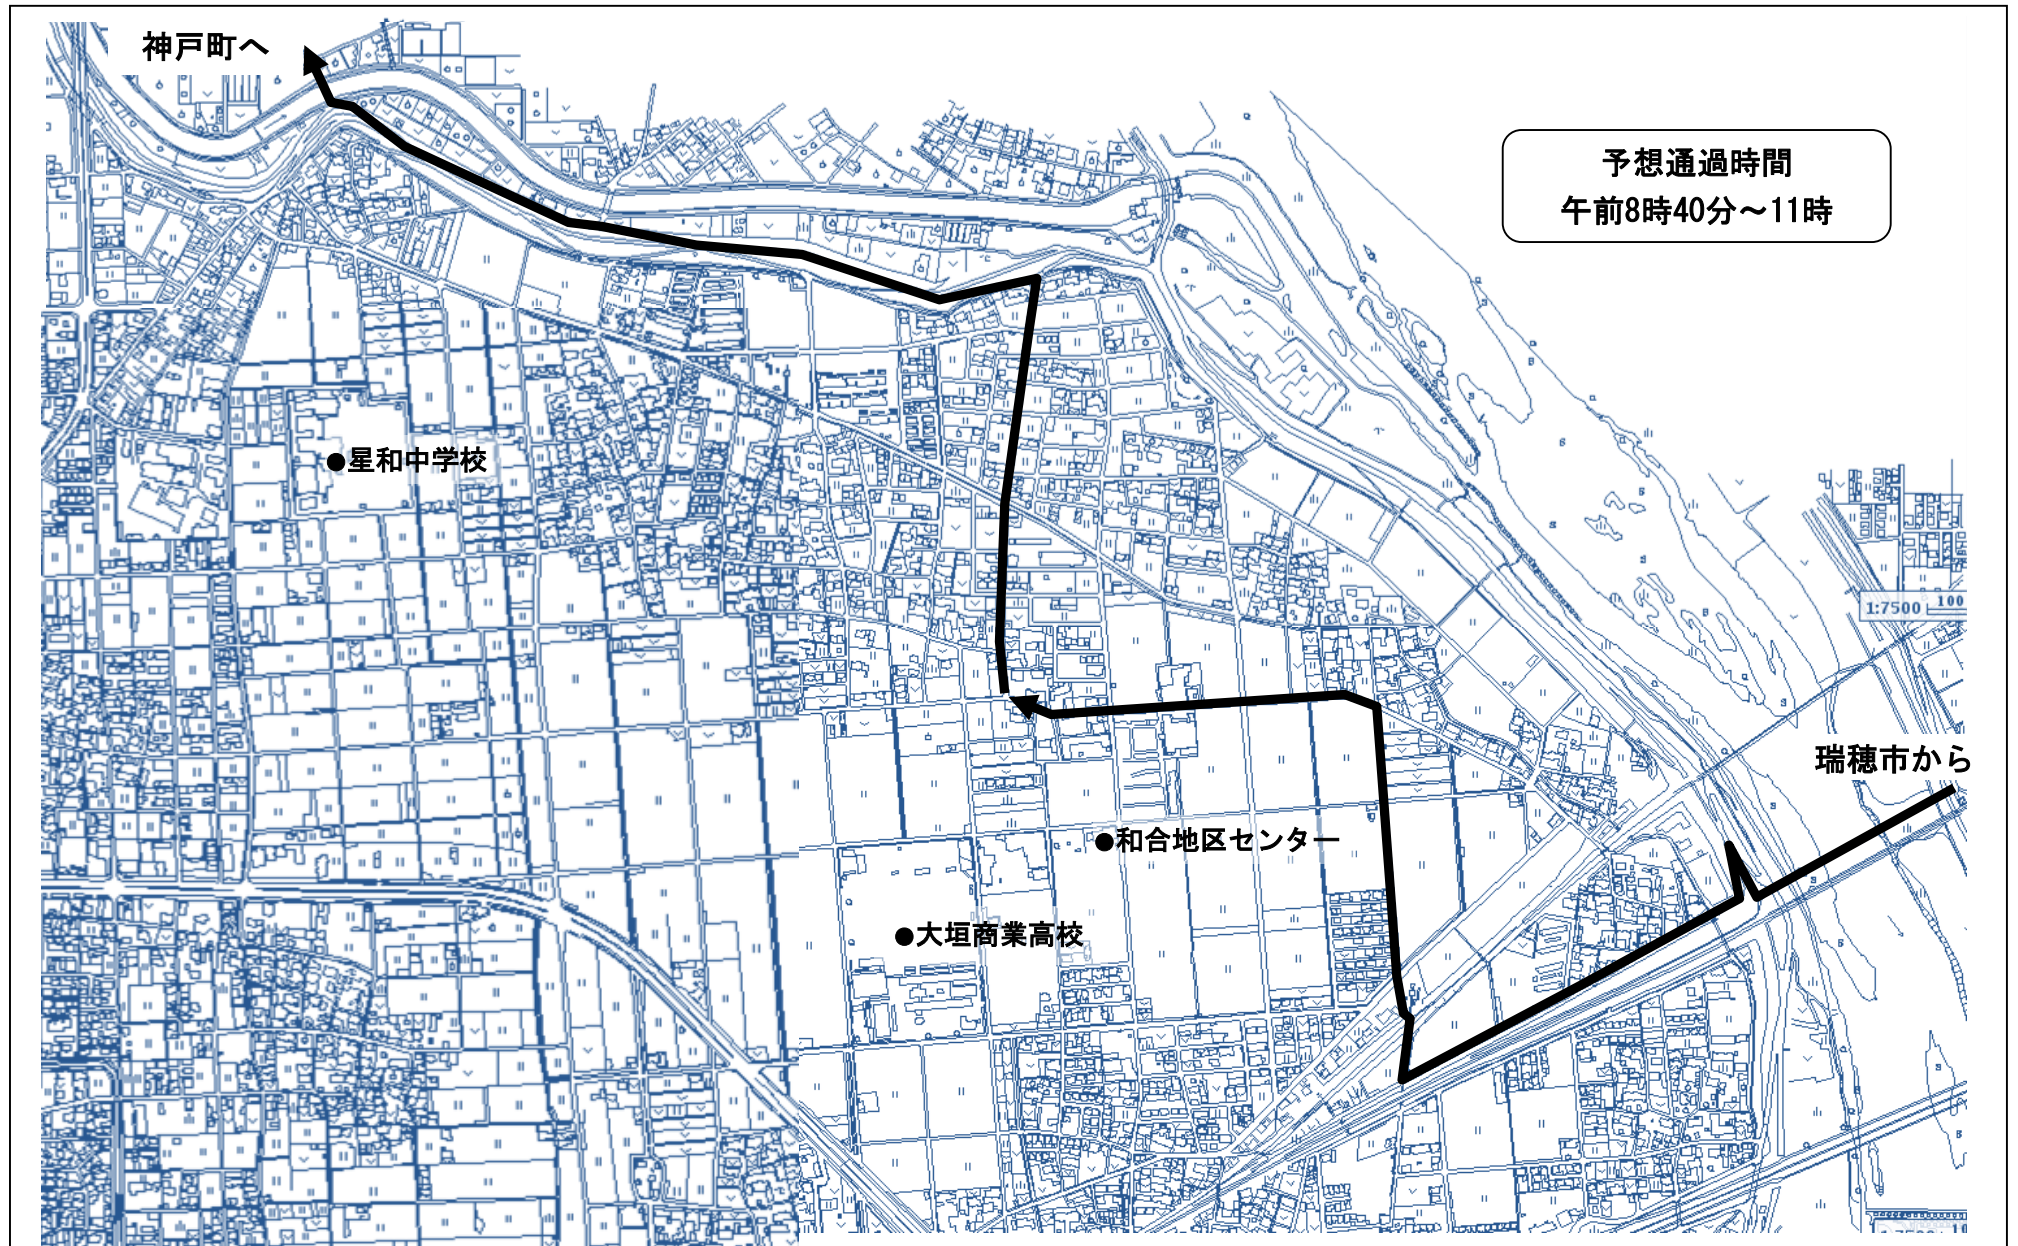 神戸町へ
予想通過時間
午前8時40分～11時
●星和中学校
1:7500 100
瑞穂市から
●和合地区センター
●大垣商業高校